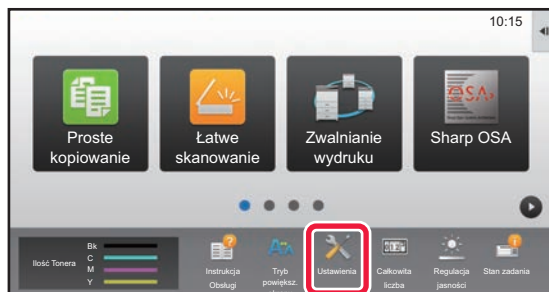 10:15
Proste
kopiowanie
Łatwe
skanowanie
Zwalnianie
wydruku
OSA
Sharp OSA
Ilość Tonera
Bk
C
M
Y
Instrukcja
Obsługi
Tryb
powiększ.
Ustawienia
Całkowita
liczba
Regulacja
jasności
Stan zadania